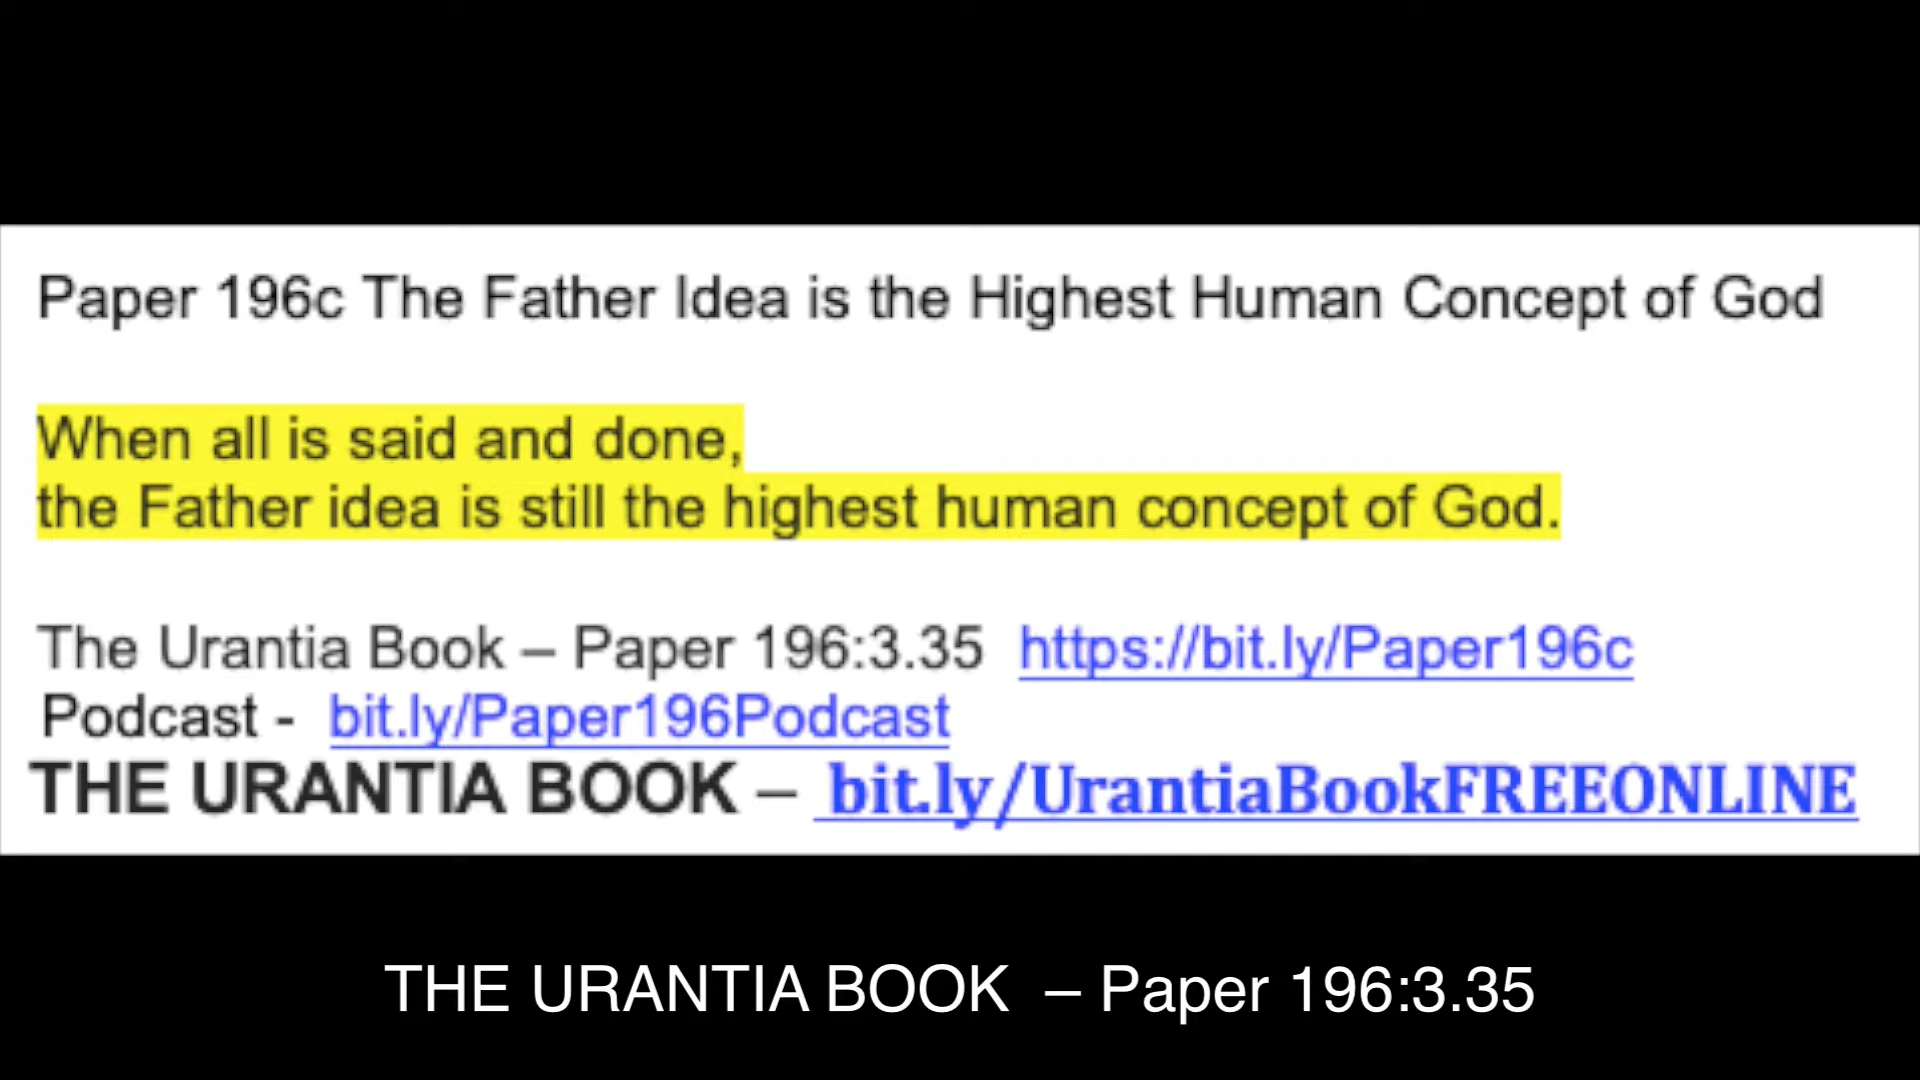 Paper 196c The Father Idea is the Highest Human Concept of God
When all is said and done,
the Father idea is still the highest human concept of God.
The Urantia Book – Paper 196:3.35 https://bit.ly/Paper196c
Podcast - bit.ly/Paper196Podcast
THE URANTIA BOOK – bit.ly/UrantiaBookFREEONLINE
THE URANTIA BOOK – Paper 196:3.35